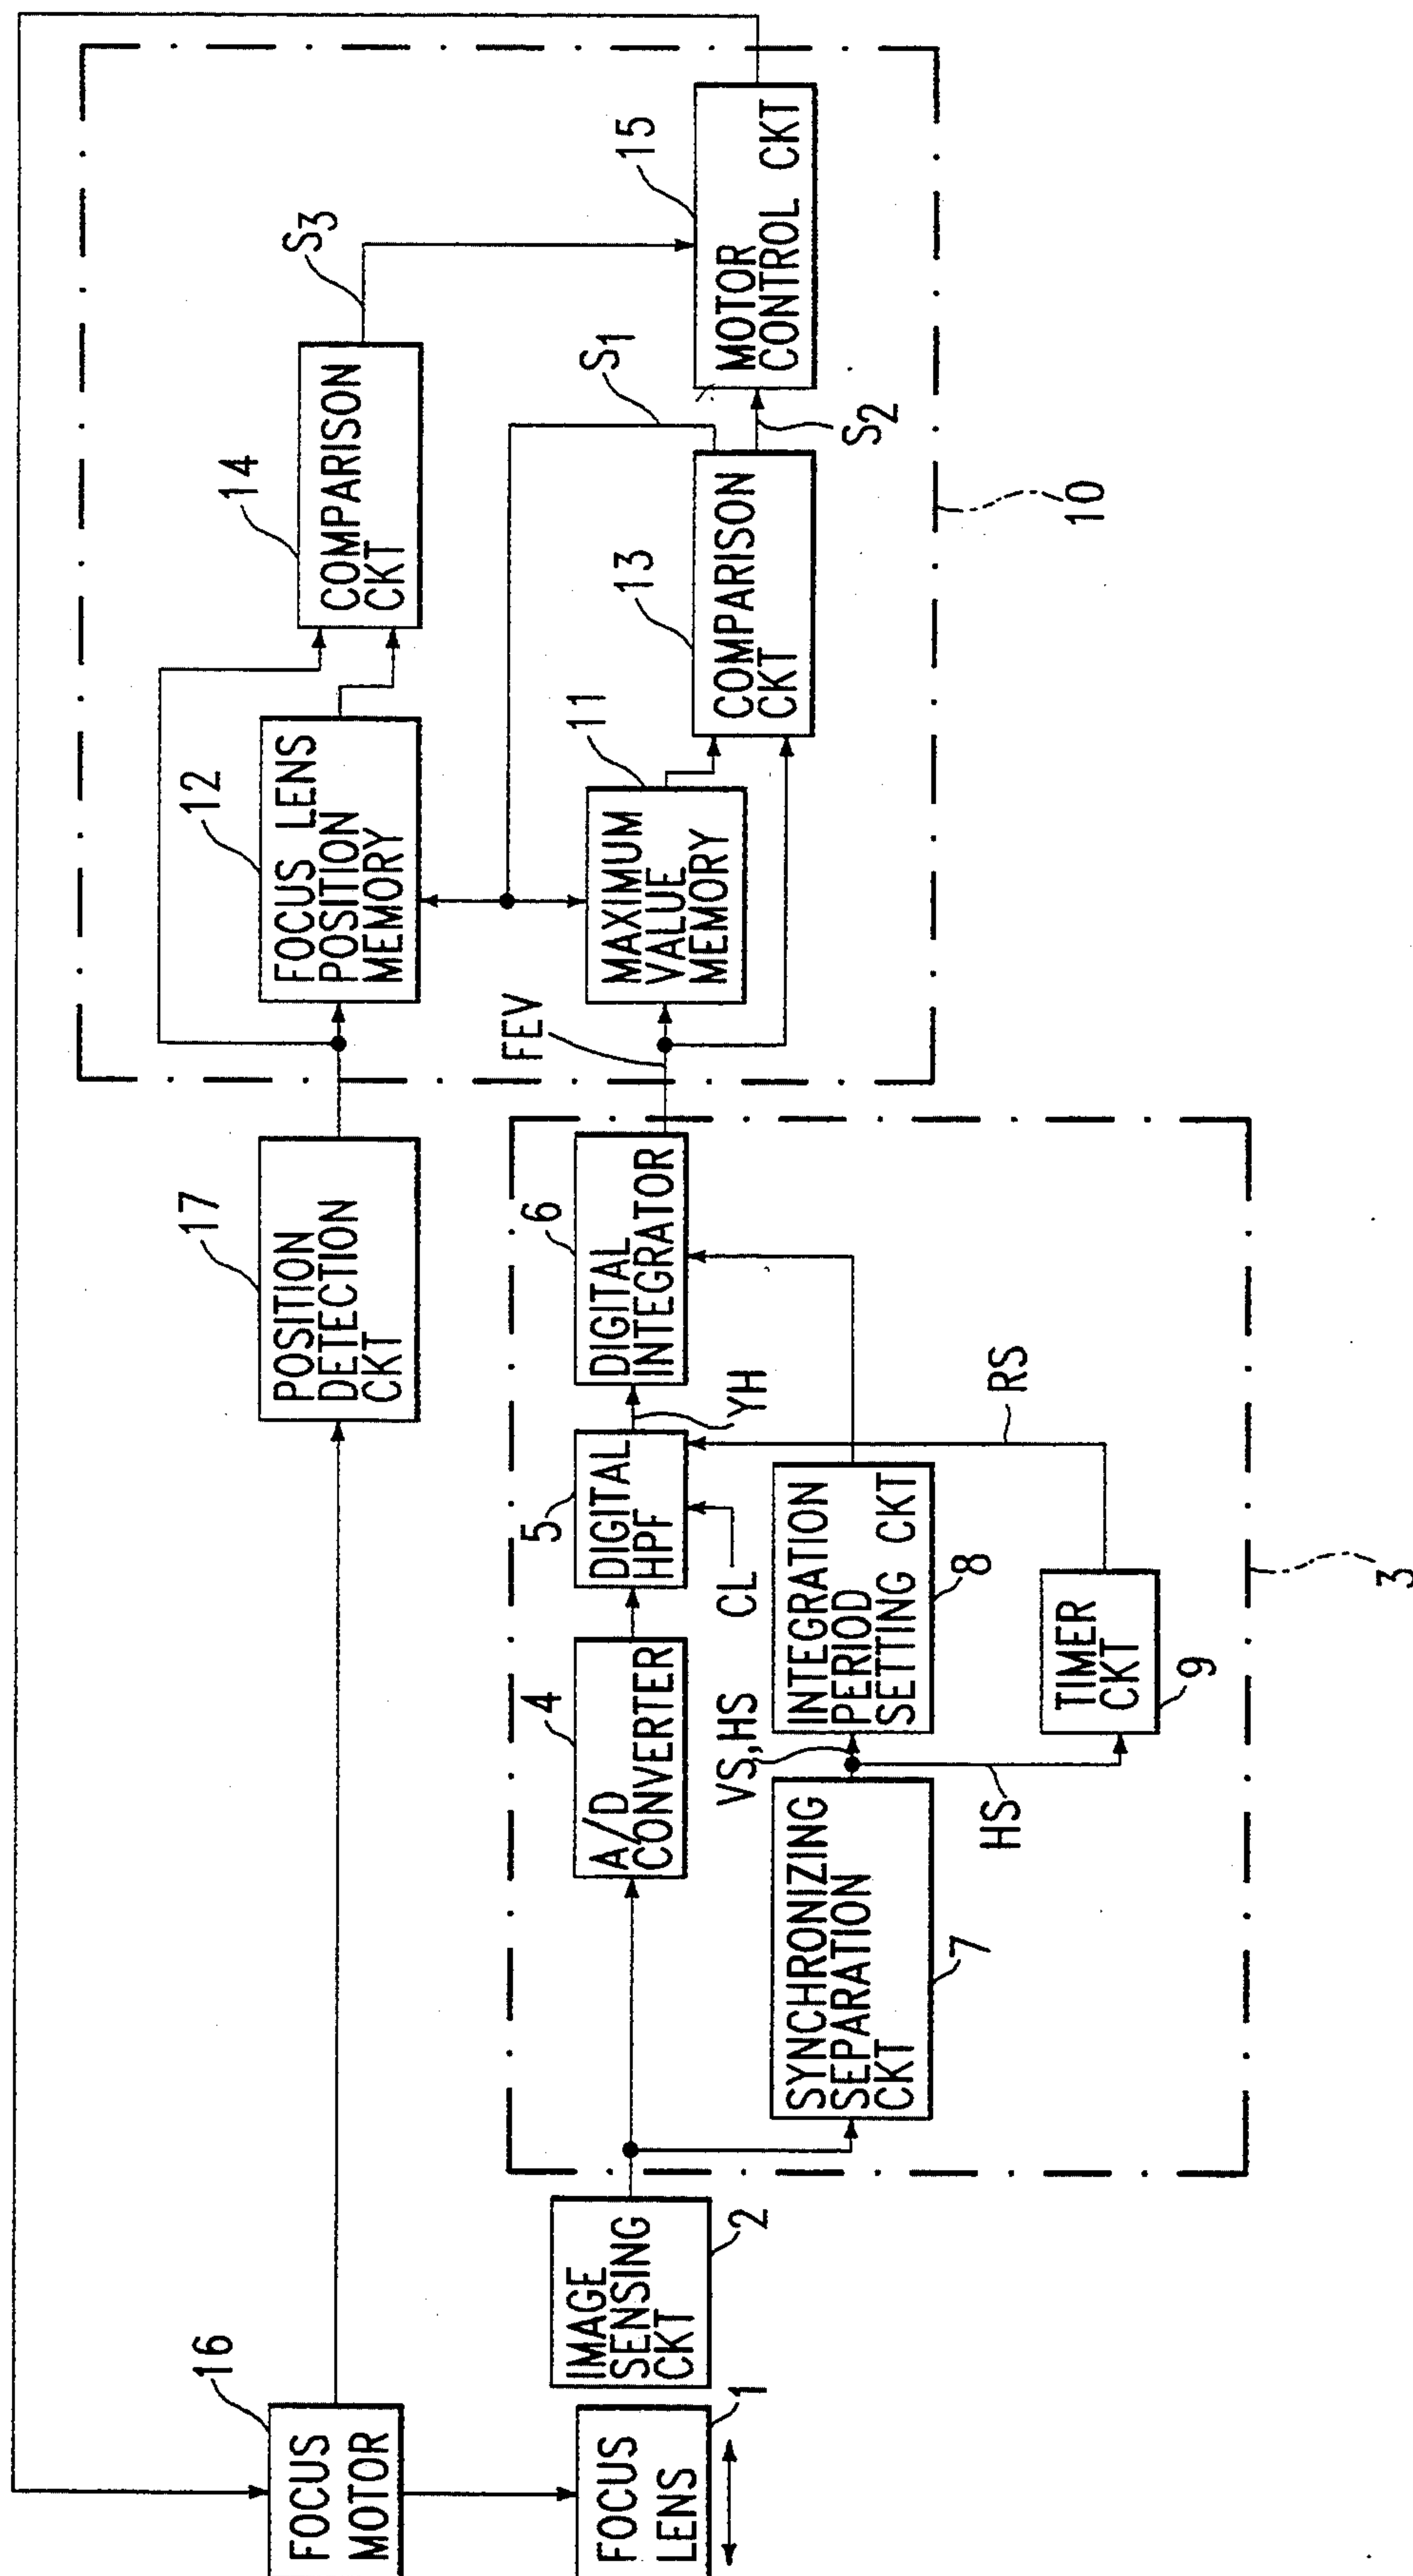 16
FOCUS
MOTOR
FOCUS
LENS
1
IMAGE
SENSING
CKT
2
17
POSITION
DETECTION
CKT
4
A/D
CONVERTER
5
DIGITAL
HPF
CL
YH
6
DIGITAL
INTEGRATOR
SYNCHRONIZING
SEPARATION
CKT
7
VS,HS
HS
INTEGRATION
PERIOD
SETTING CKT
8
TIMER
CKT
9
RS
3
FEV
12
FOCUS LENS
POSITION
MEMORY
11
MAXIMUM
VALUE
MEMORY
14
COMPARISON
CKT
13
COMPARISON
CKT
S1
S2
S3
15
MOTOR
CONTROL CKT
10